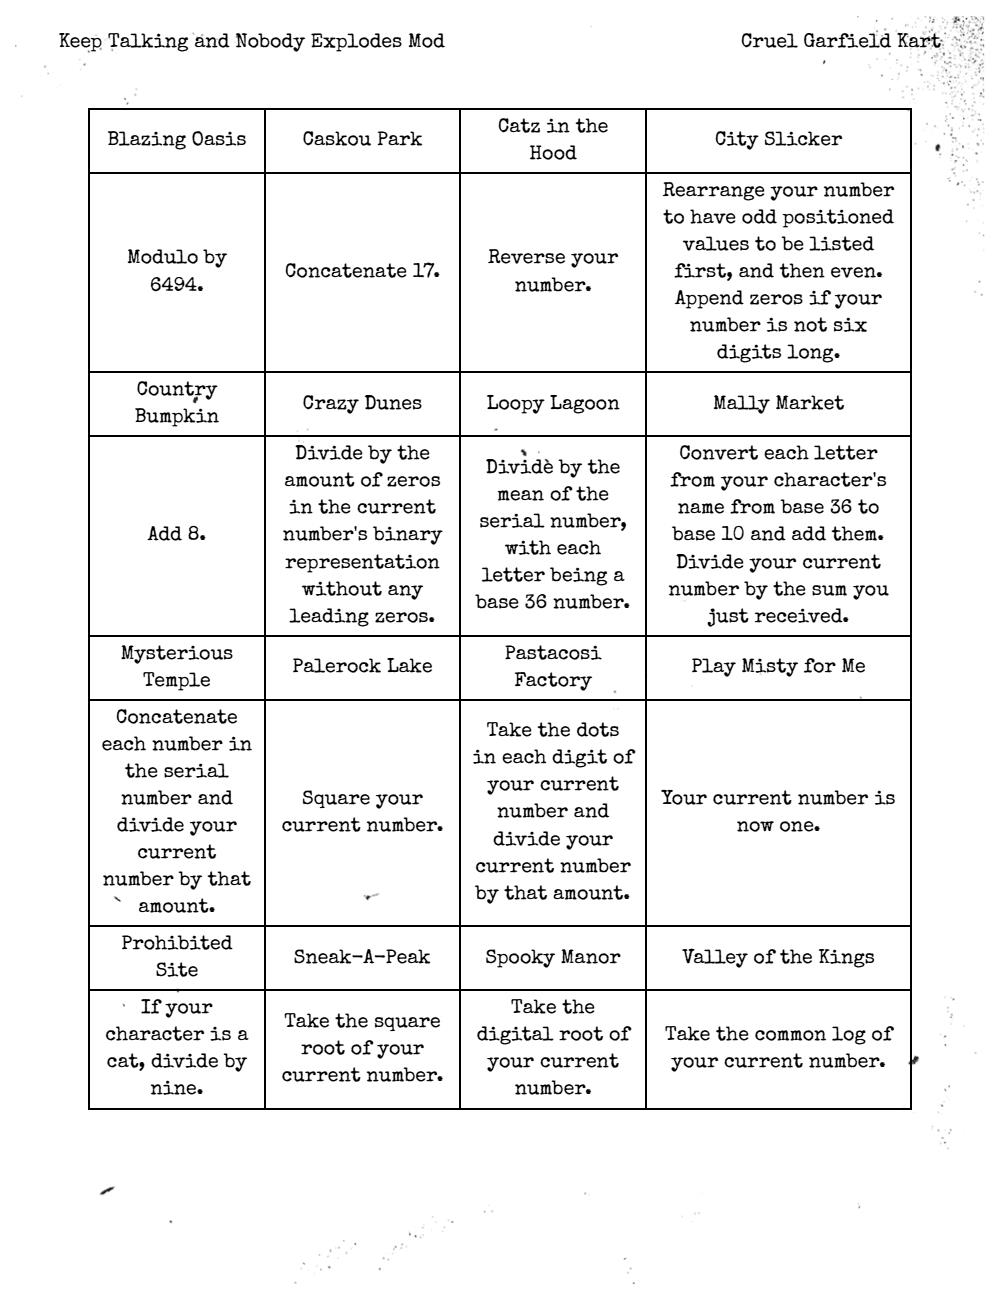 Keep Talking and Nobody Explodes Mod
Cruel Garfield Kart
Blazing Oasis
Caskou Park
Catz in the
Hood
City Slicker
Modulo by
6494.
Concatenate 17.
Reverse your
number.
Rearrange your number
to have odd positioned
values to be listed
first, and then even.
Append zeros if your
number is not six
digits long.
Country
Bumpkin
Crazy Dunes
Loopy Lagoon
Mally Market
Add 8.
Divide by the
amount of zeros
in the current
number's binary
representation
without any
leading zeros.
Divide by the
mean of the
serial number,
with each
letter being a
base 36 number.
Convert each letter
from your character's
name from base 36 to
base 10 and add them.
Divide your current
number by the sum you
just received.
Mysterious
Temple
Palerock Lake
Pastacosi
Factory
Play Misty for Me
Concatenate
each number in
the serial
number and
divide your
current
number by that
amount.
Square your
current number.
Take the dots
in each digit of
your current
number and
divide your
current number
by that amount.
Your current number is
now one.
Prohibited
Site
Sneak-A-Peak
Spooky Manor
Valley of the Kings
If your
character is a
cat, divide by
nine.
Take the square
root of your
current number.
Take the
digital root of
your current
number.
Take the common log of
your current number.